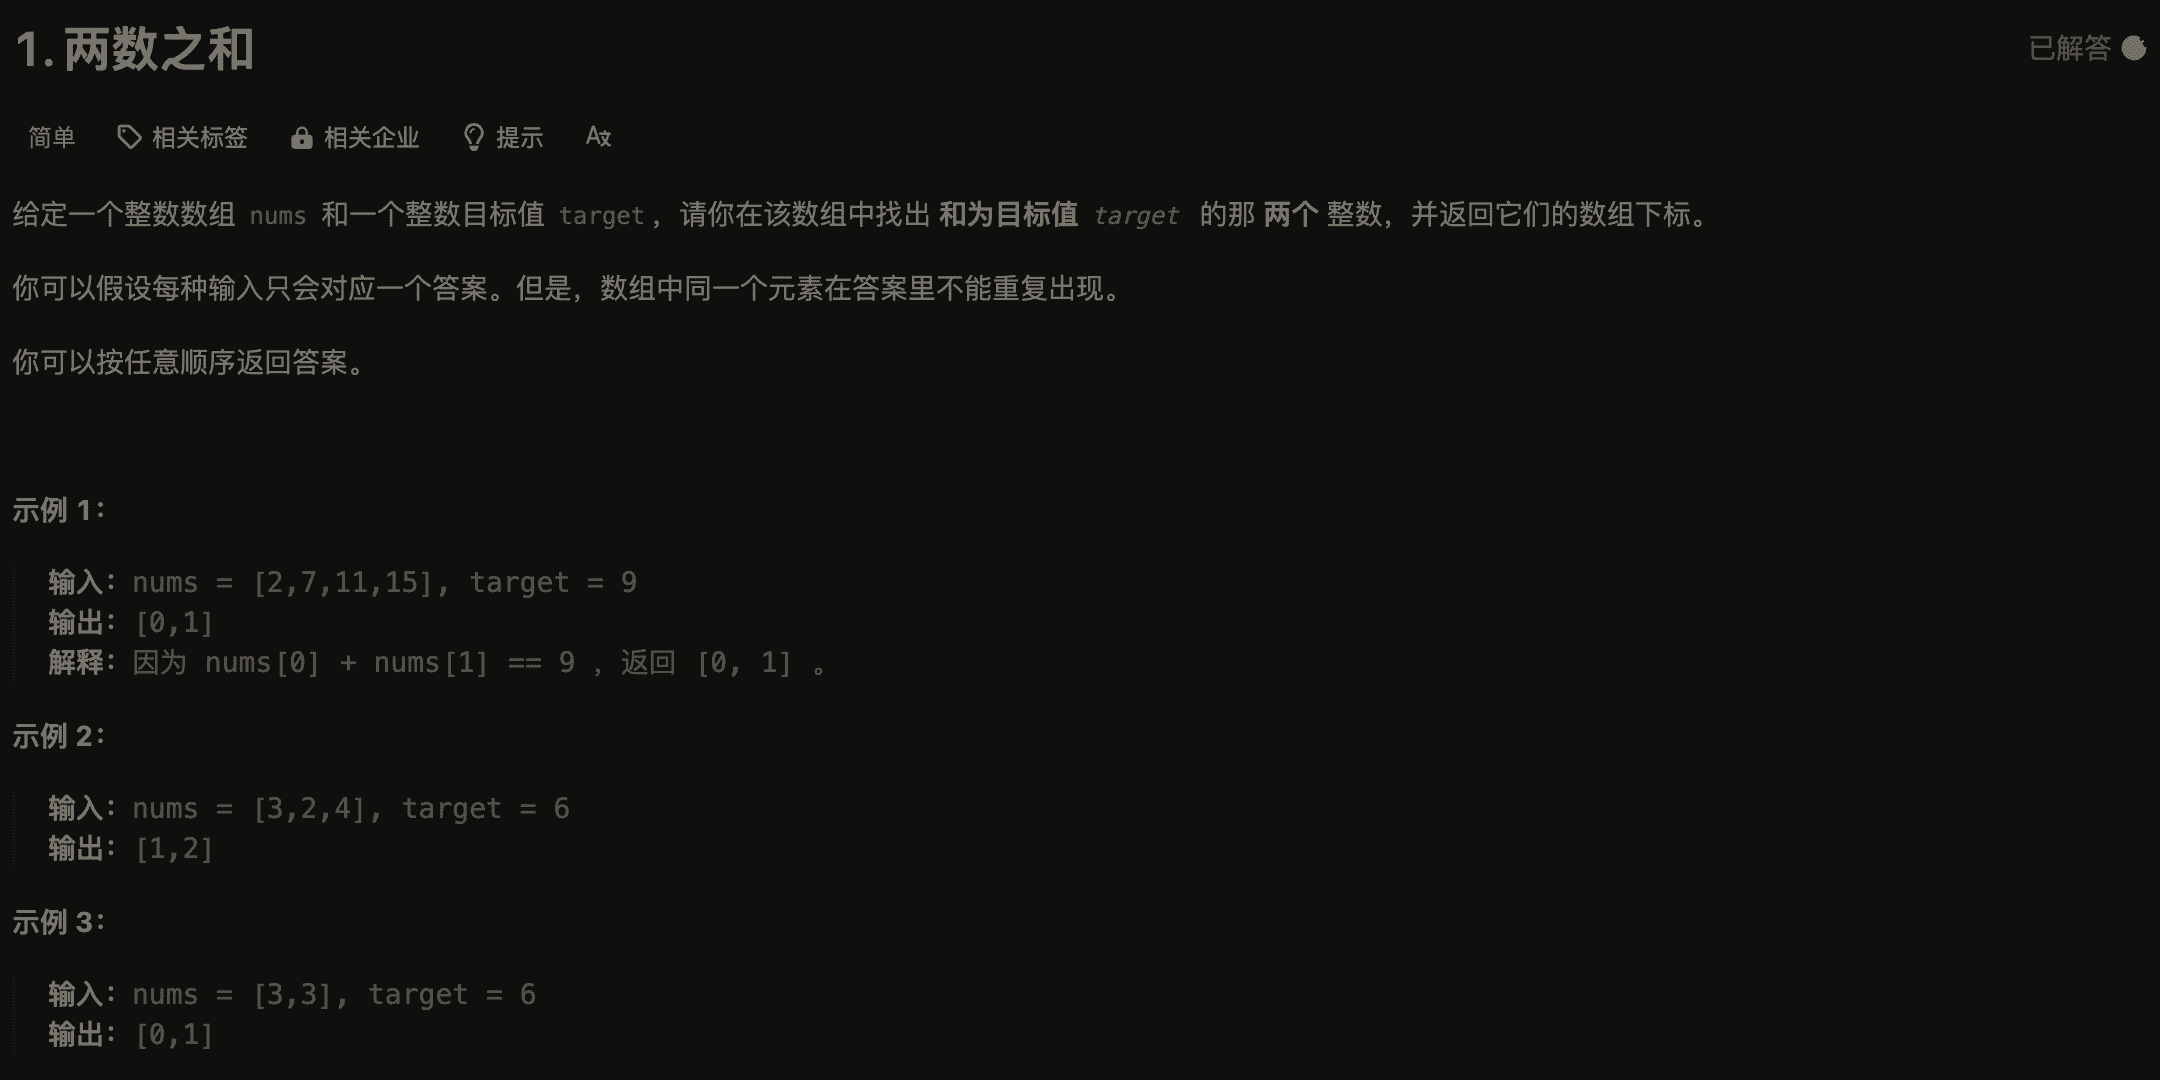 1. 两数之和
已解答
简单 相关标签 相关企业 提示
给定一个整数数组 nums 和一个整数目标值 target，请你在该数组中找出 和为目标值 target 的那 两个 整数，并返回它们的数组下标。
你可以假设每种输入只会对应一个答案。但是，数组中同一个元素在答案里不能重复出现。
你可以按任意顺序返回答案。
示例 1：
输入：nums = [2,7,11,15], target = 9
输出：[0,1]
解释：因为 nums[0] + nums[1] == 9 ，返回 [0, 1] 。
示例 2：
输入：nums = [3,2,4], target = 6
输出：[1,2]
示例 3：
输入：nums = [3,3], target = 6
输出：[0,1]